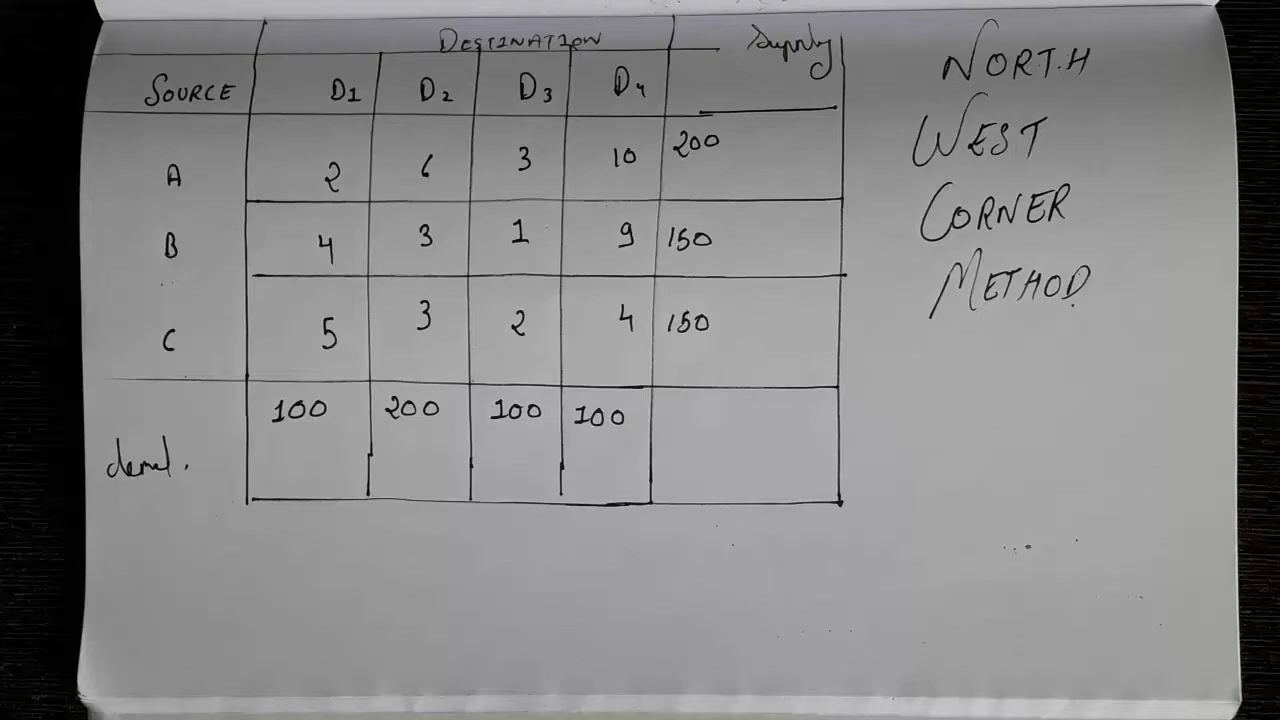 DESTINATION Supply
SOURCE D1 D2 D3 D4
A 2 6 3 10 200
B 4 3 1 9 150
C 5 3 2 4 150
100 200 100 100
NORTH
WEST
CORNER
METHOD